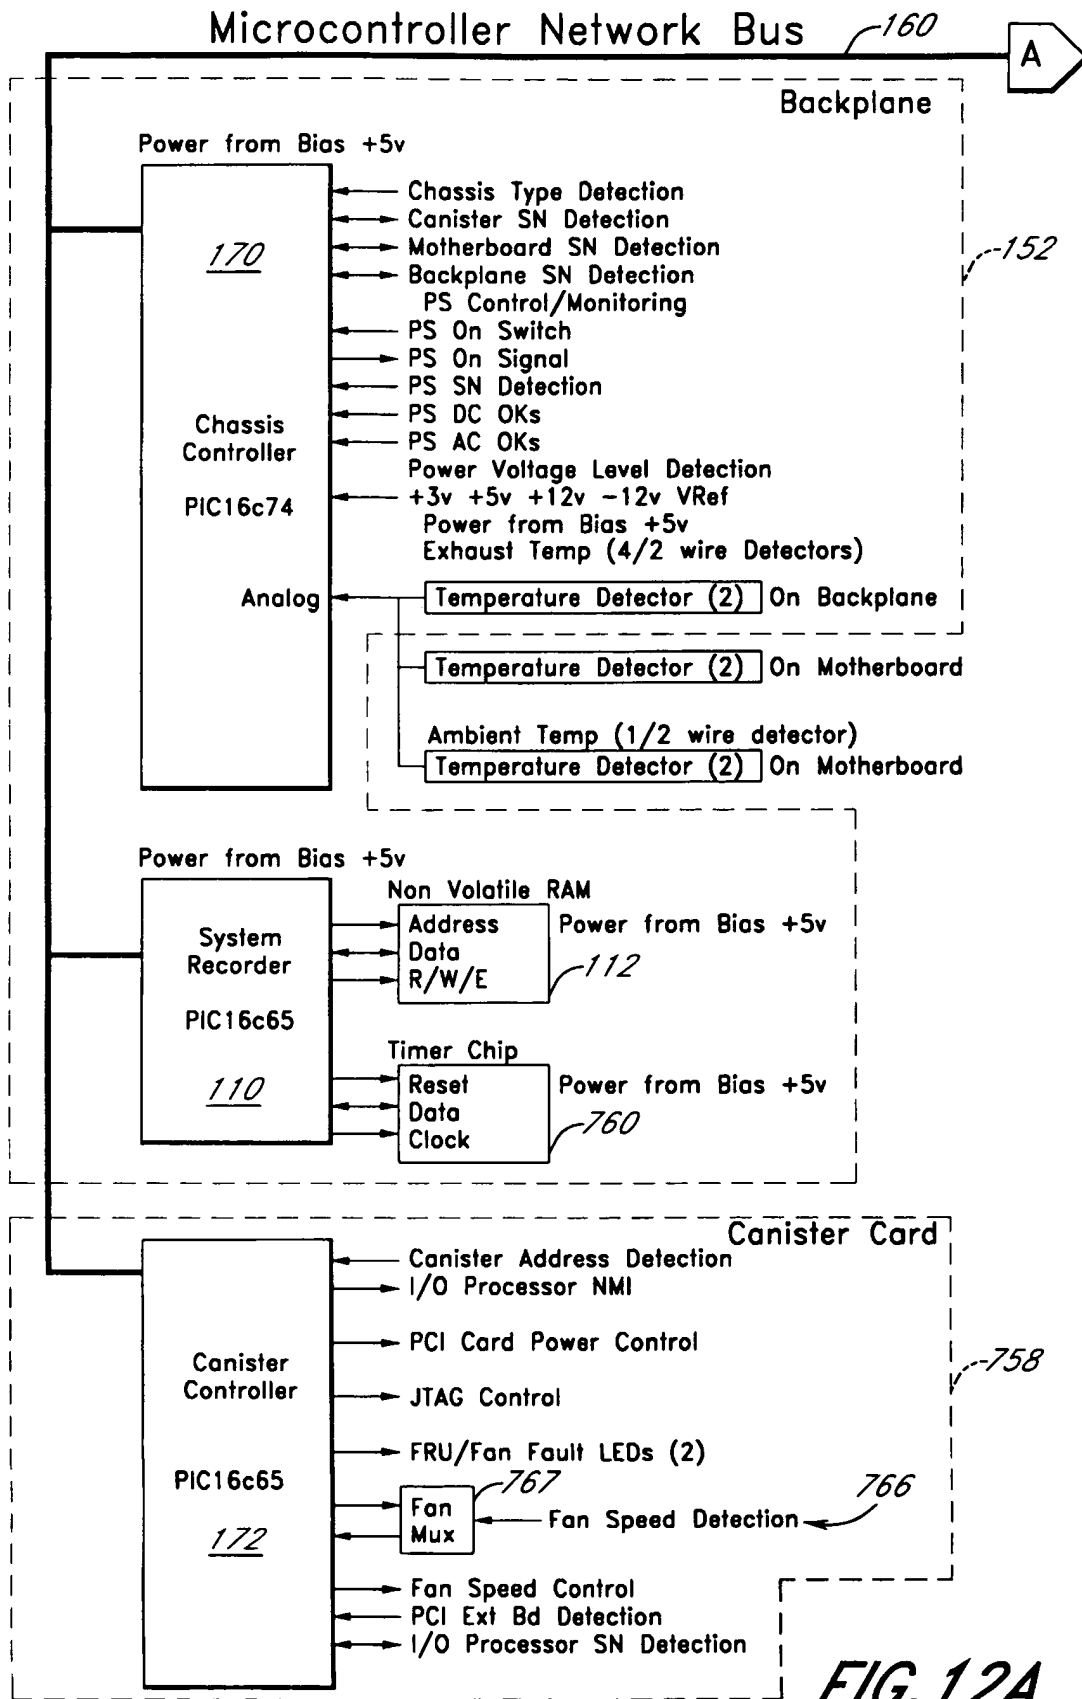 Microcontroller Network Bus
160
A
Backplane
Power from Bias +5v
Chassis Type Detection
Canister SN Detection
170
Motherboard SN Detection
152
Backplane SN Detection
PS Control/Monitoring
PS On Switch
PS On Signal
PS SN Detection
Chassis
Controller
PS DC OKs
PS AC OKs
Power Voltage Level Detection
PIC16c74
+3v +5v +12v -12v VRef
Power from Bias +5v
Exhaust Temp (4/2 wire Detectors)
Analog
Temperature Detector (2) On Backplane
Temperature Detector (2) On Motherboard
Ambient Temp (1/2 wire detector)
Temperature Detector (2) On Motherboard
Power from Bias +5v
Non Volatile RAM
System
Recorder
Address
Data
R/W/E
Power from Bias +5v
112
PIC16c65
110
Timer Chip
Reset
Data
Clock
Power from Bias +5v
760
Canister Card
Canister Address Detection
I/O Processor NMI
PCI Card Power Control
Canister
Controller
758
JTAG Control
FRU/Fan Fault LEDs (2)
PIC16c65
767
766
Fan
Mux
Fan Speed Detection
172
Fan Speed Control
PCI Ext Bd Detection
I/O Processor SN Detection
FIG. 12A